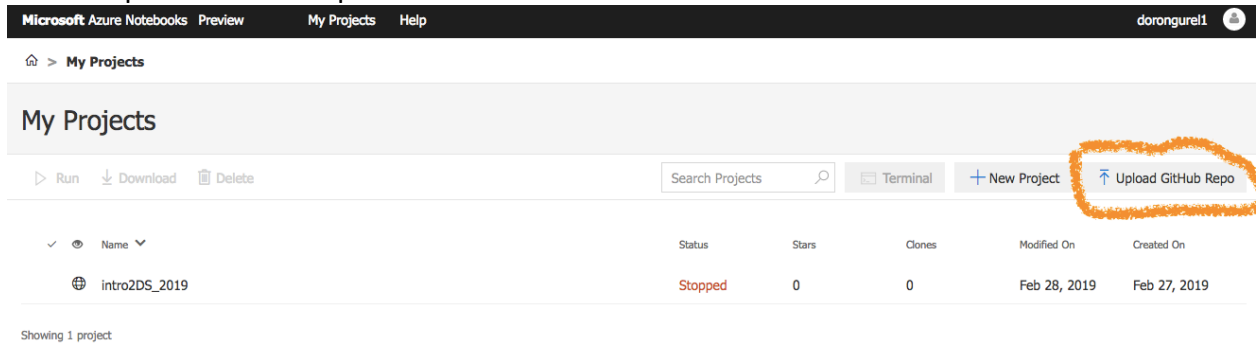 Microsoft Azure Notebooks Preview My Projects Help dorongurel1
> My Projects
My Projects
Run Download Delete Search Projects Terminal New Project Upload GitHub Repo
Name Status Stars Clones Modified On Created On
intro2DS_2019 Stopped 0 0 Feb 28, 2019 Feb 27, 2019
Showing 1 project